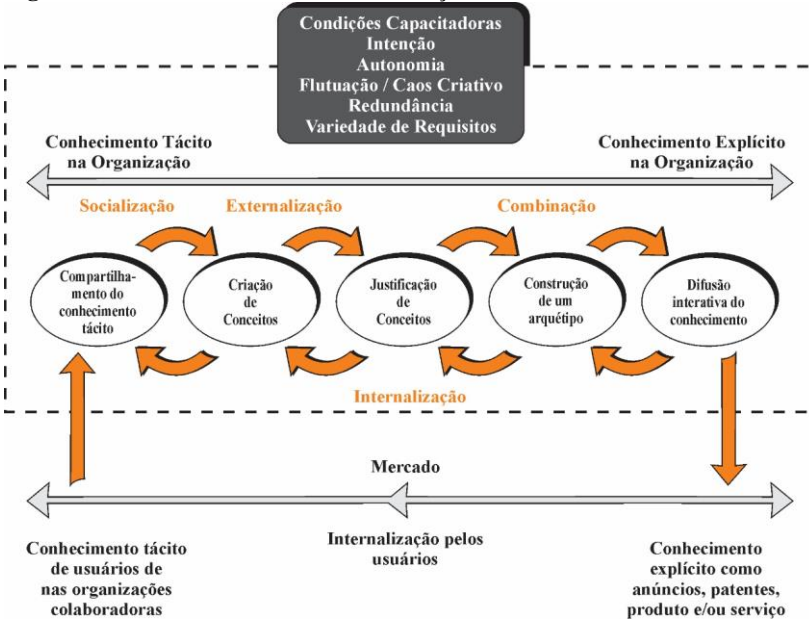 Condições Capacitadoras
Intenção
Autonomia
Flutuação / Caos Criativo
Redundância
Variedade de Requisitos
Conhecimento Tácito
na Organização
Conhecimento Explícito
na Organização
Socialização
Externalização
Combinação
Compartilha-
mento do
conhecimento
tácito
Criação
de
Conceitos
Justificação
de
Conceitos
Construção
de um
arquétipo
Difusão
interativa do
conhecimento
Internalização
Mercado
Conhecimento tácito
de usuários de
nas organizações
colaboradoras
Internalização pelos
usuários
Conhecimento
explícito como
anúncios, patentes,
produto e/ou serviço